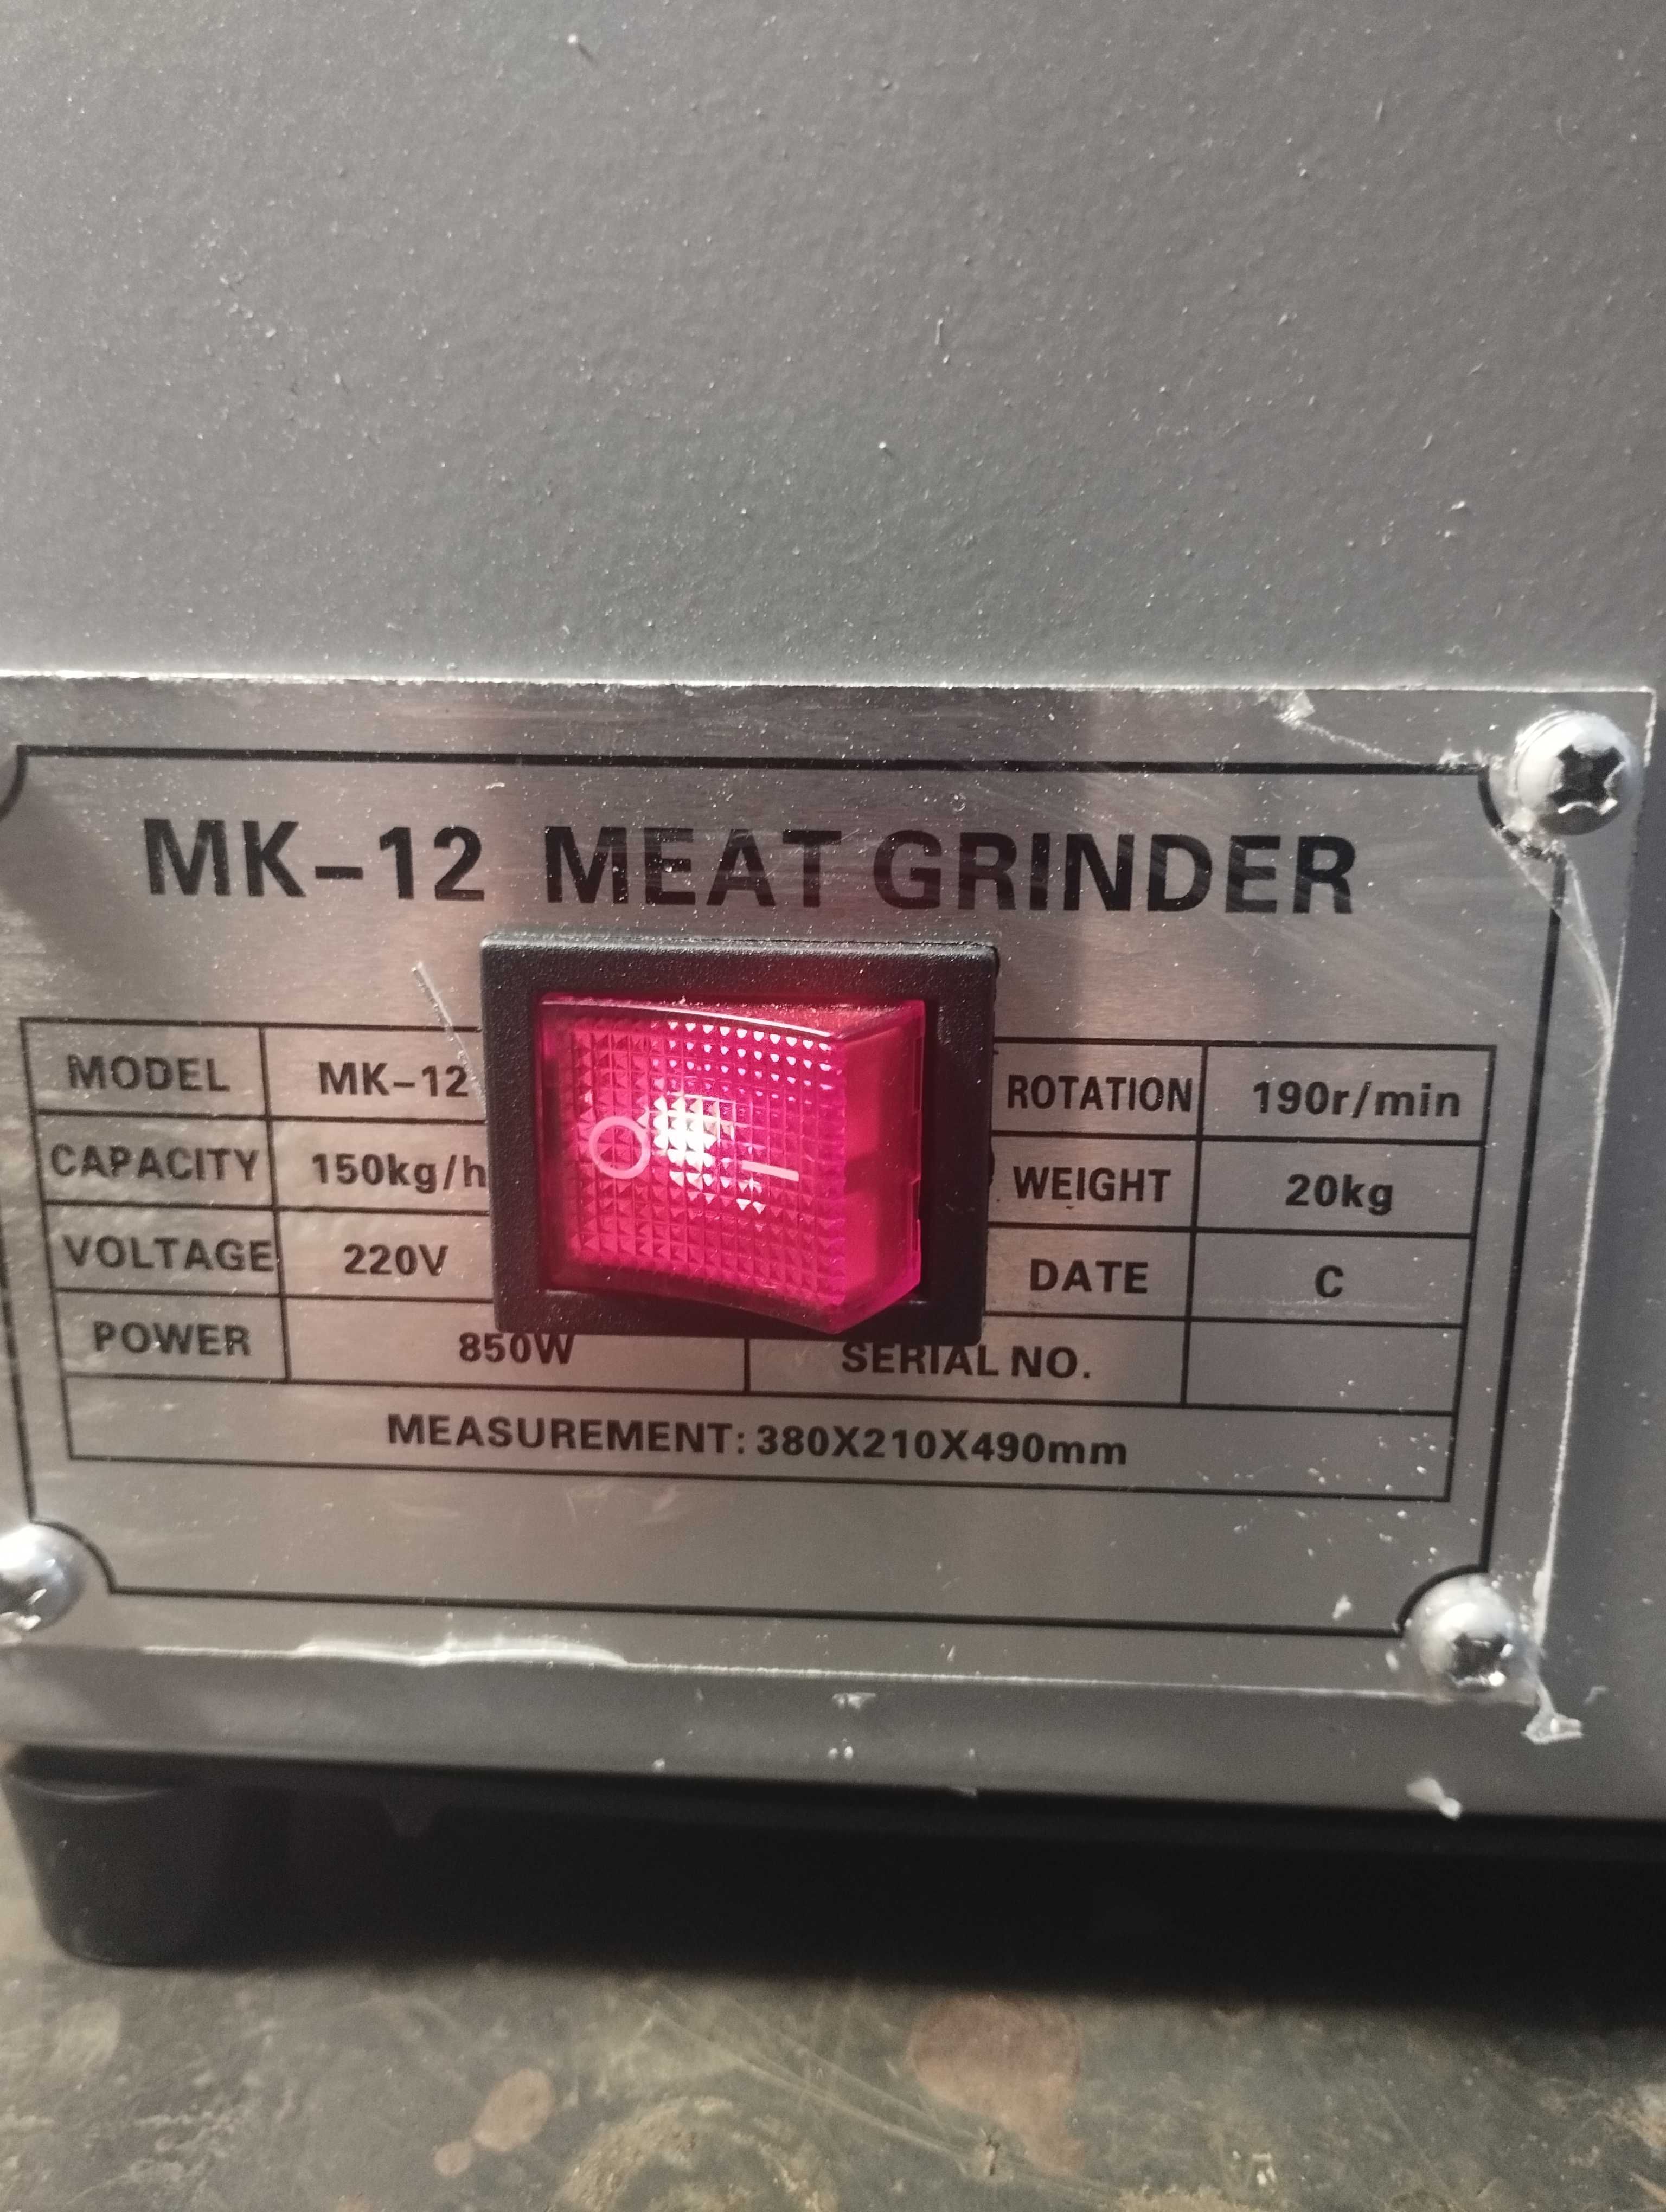 MK-12 MEAT GRINDER
MODEL MK-12 ROTATION 190r/min
CAPACITY 150kg/h WEIGHT 20kg
VOLTAGE 220V DATE C
POWER 850W SERIAL NO.
MEASUREMENT: 380X210X490mm